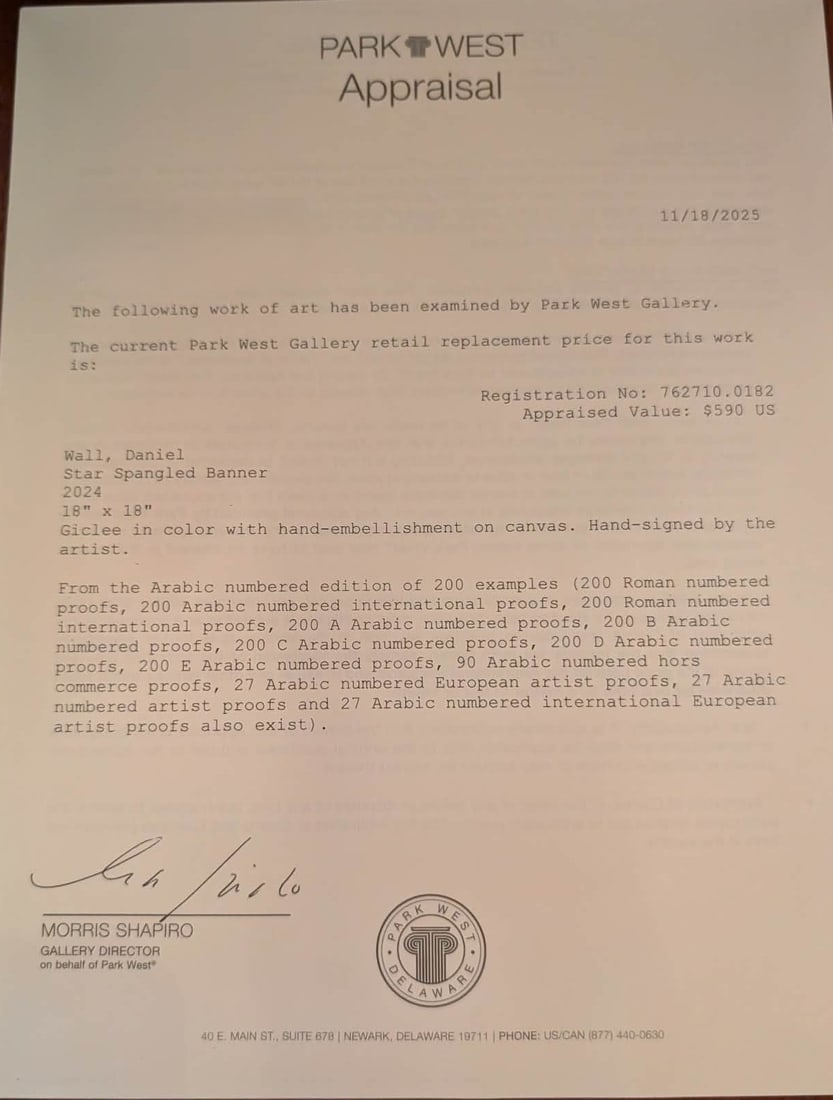 PARK WEST
Appraisal
11/18/2025
The following work of art has been examined by Park West Gallery.
The current Park West Gallery retail replacement price for this work
is:
Registration No: 762710.0182
Appraised Value: $590 US
Wall, Daniel
Star Spangled Banner
2024
18" x 18"
Giclee in color with hand-embellishment on canvas. Hand-signed by the
artist.
From the Arabic numbered edition of 200 examples (200 Roman numbered
proofs, 200 Arabic numbered international proofs, 200 Roman numbered
international proofs, 200 A Arabic numbered proofs, 200 B Arabic
numbered proofs, 200 C Arabic numbered proofs, 200 D Arabic numbered
proofs, 200 E Arabic numbered proofs, 90 Arabic numbered hors
commerce proofs, 27 Arabic numbered European artist proofs, 27 Arabic
numbered artist proofs and 27 Arabic numbered international European
artist proofs also exist).
MORRIS SHAPIRO
GALLERY DIRECTOR
on behalf of Park West®
PARK WEST
DELAWARE
40 E. MAIN ST., SUITE 678 | NEWARK, DELAWARE 19711 | PHONE: US/CAN (877) 440-0630